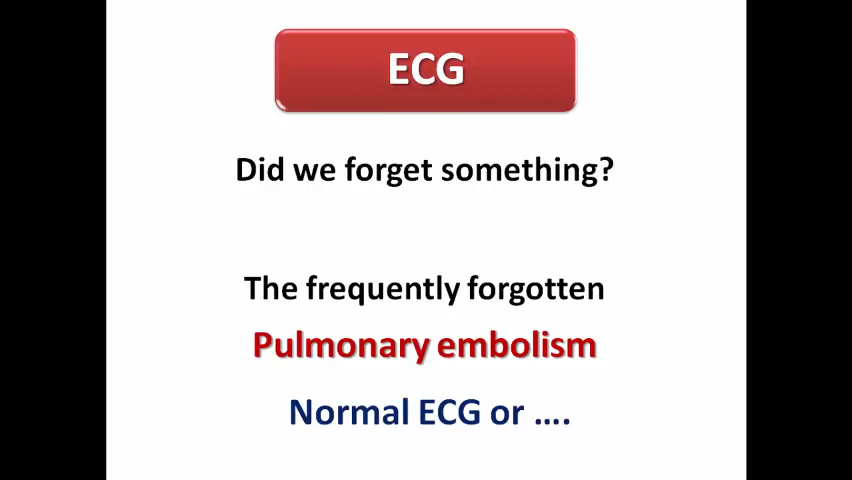 ECG
Did we forget something?
The frequently forgotten
Pulmonary embolism
Normal ECG or ....